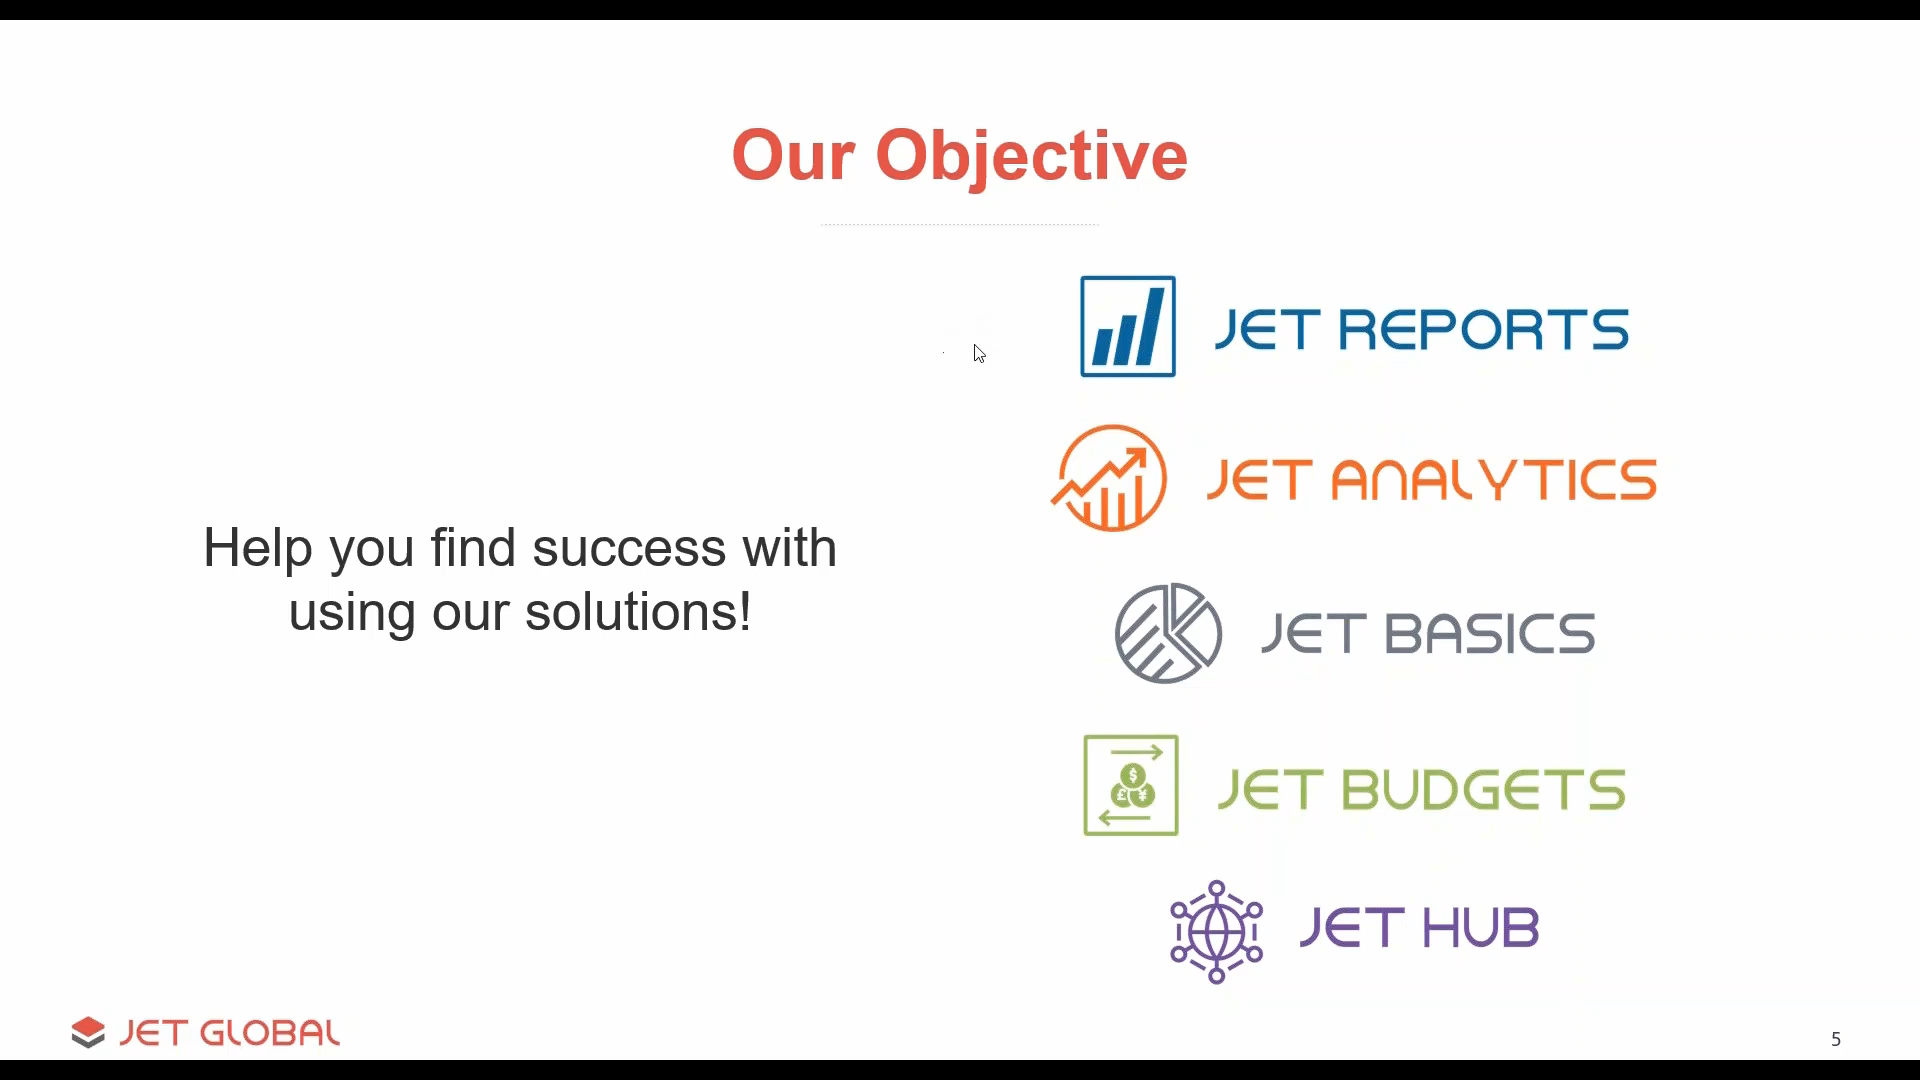 Our Objective
Help you find success with
using our solutions!
JET REPORTS
JET ANALYTICS
JET BASICS
$
£ ¥
JET BUDGETS
JET HUB
JET GLOBAL
5